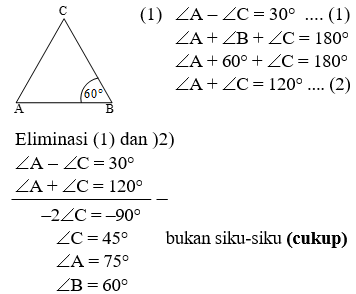 C
A
60°
B
(1) ∠A – ∠C = 30° .... (1)
∠A + ∠B + ∠C = 180°
∠A + 60° + ∠C = 180°
∠A + ∠C = 120° .... (2)
Eliminasi (1) dan )2)
∠A – ∠C = 30°
∠A + ∠C = 120°
–
–2∠C = –90°
∠C = 45° bukan siku-siku (cukup)
∠A = 75°
∠B = 60°